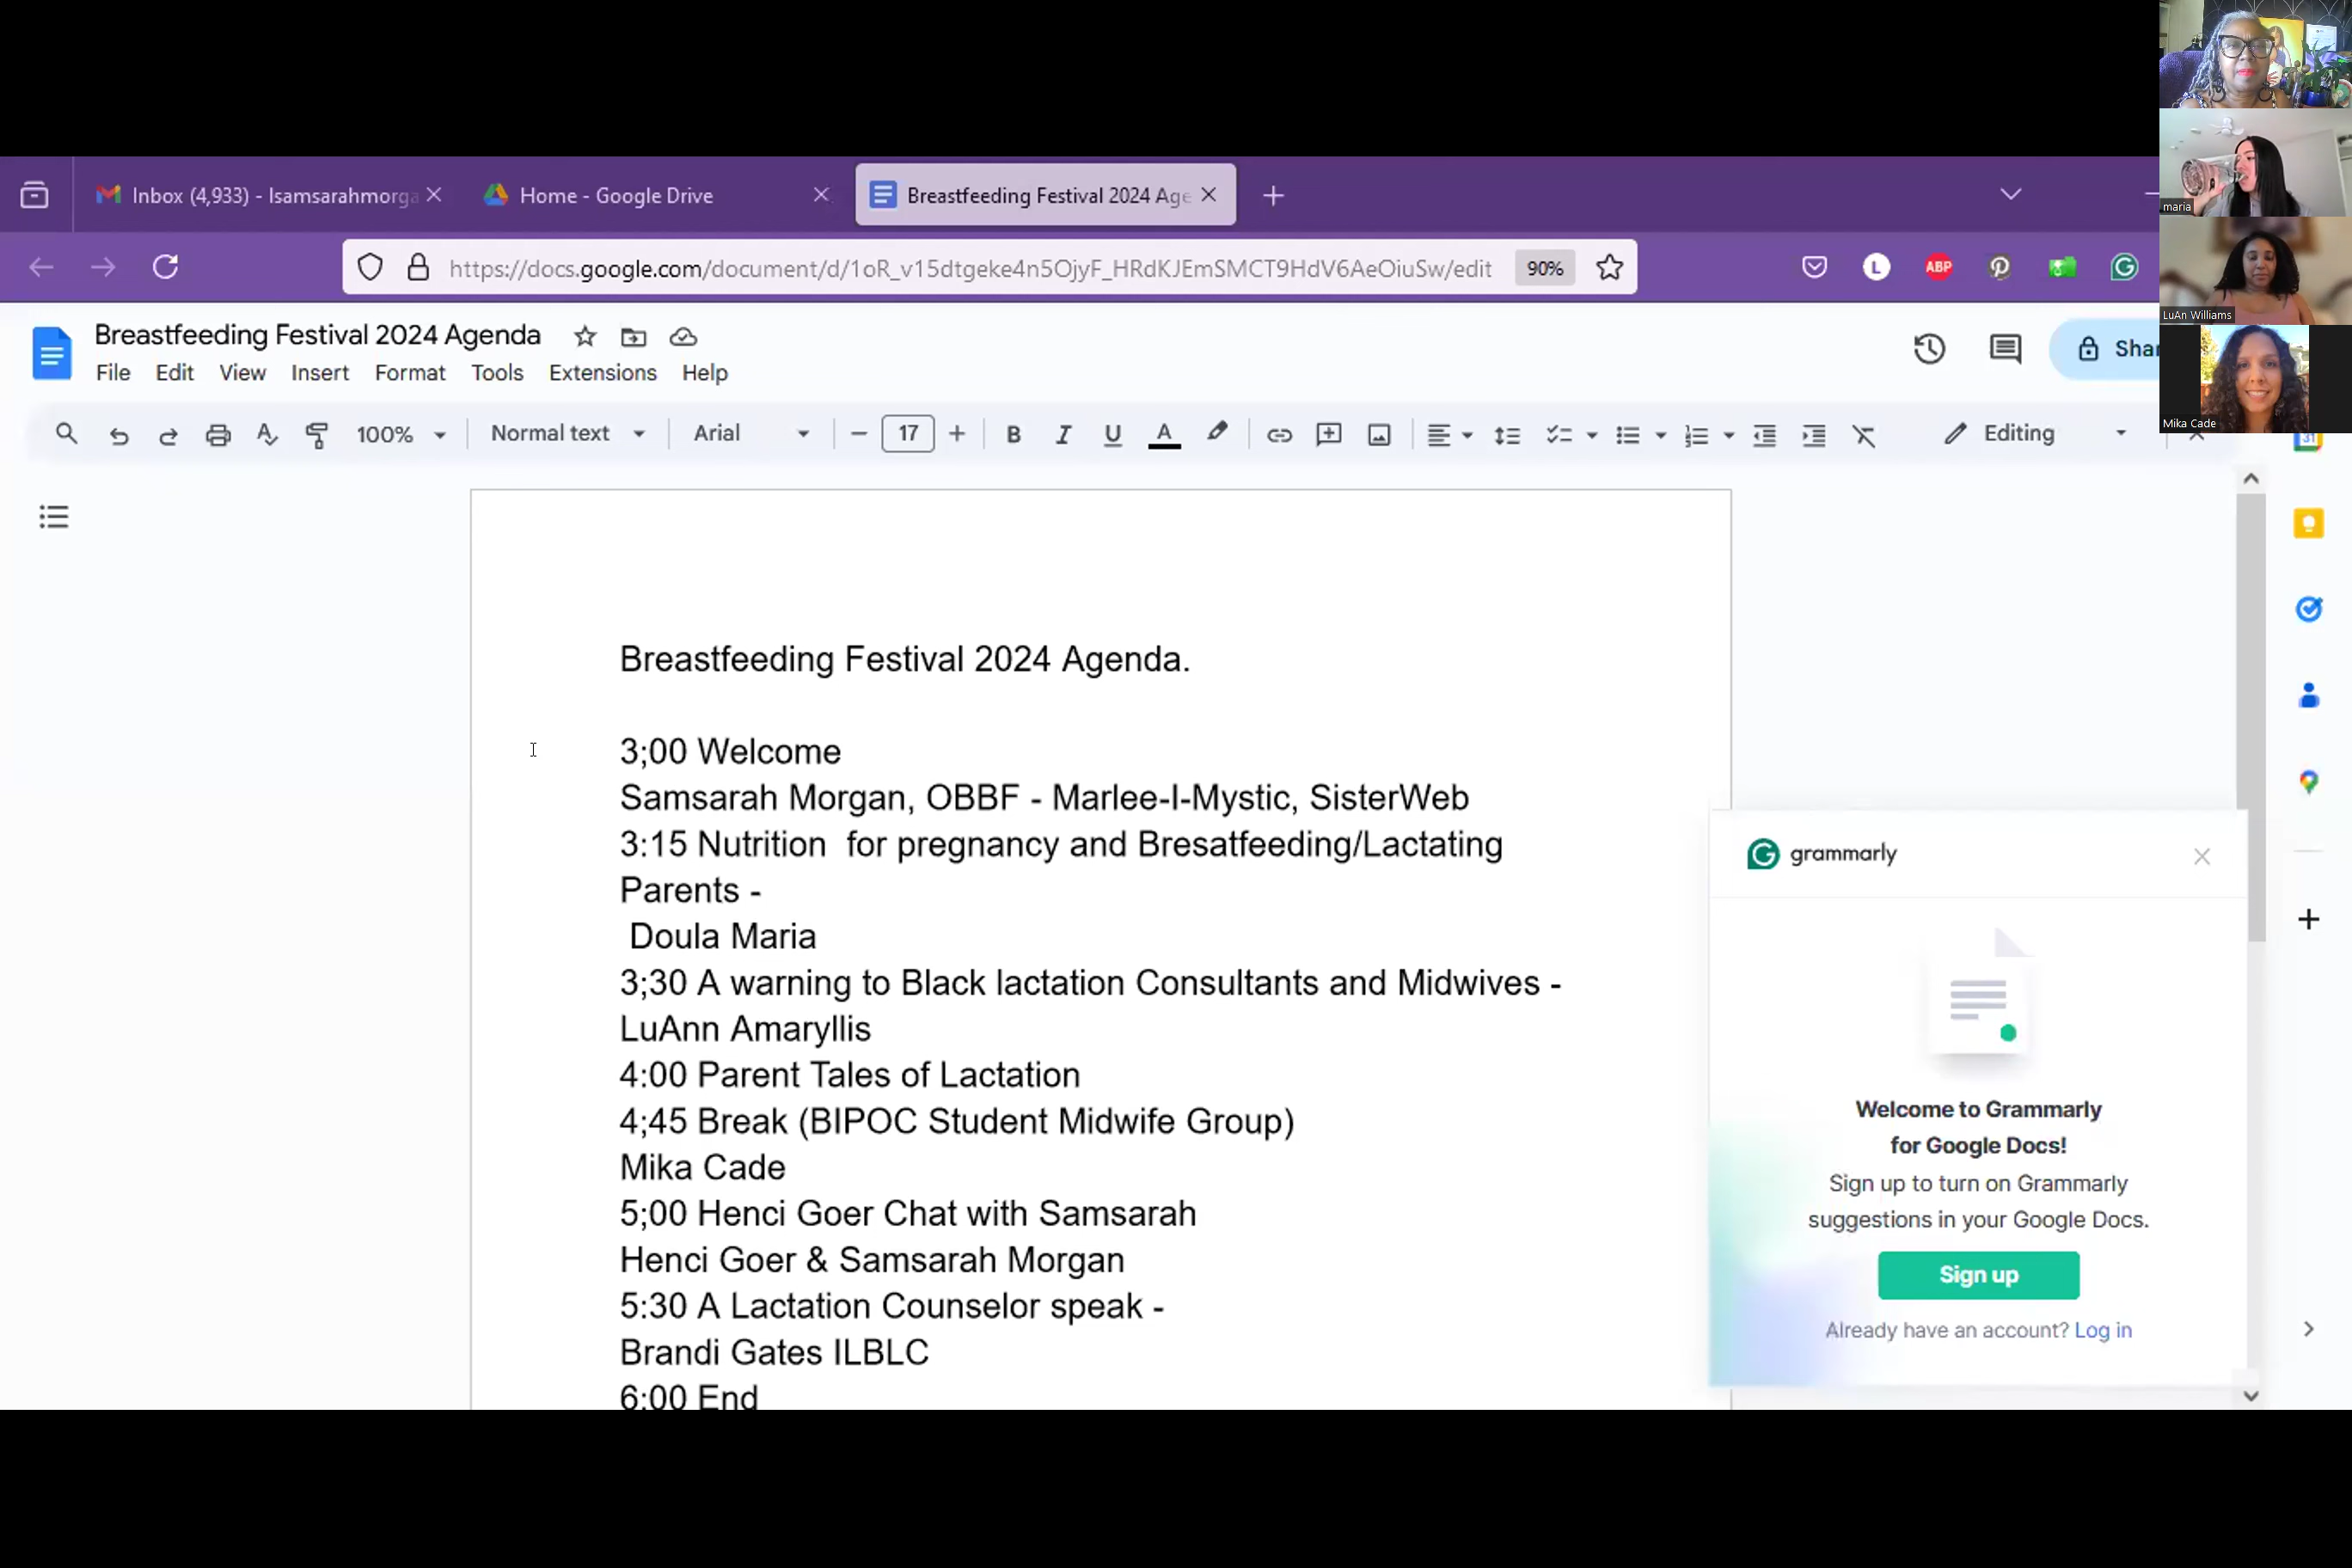 Inbox (4,933) - Isamsarahmorga
Home - Google Drive
Breastfeeding Festival 2024 Age
https://docs.google.com/document/d/1oR_v15dtgeke4n5OjyF_HRdKJEmSMCT9HdV6AeOiuSw/edit
90%
L
ABP
Breastfeeding Festival 2024 Agenda
File Edit View Insert Format Tools Extensions Help
Shar
100%
Normal text
Arial
17
B I U A
Editing
31
maria
LuAn Williams
Mika Cade
Breastfeeding Festival 2024 Agenda.
3;00 Welcome
Samsarah Morgan, OBBF - Marlee-I-Mystic, SisterWeb
3:15 Nutrition  for pregnancy and Bresatfeeding/Lactating
Parents -
Doula Maria
3;30 A warning to Black lactation Consultants and Midwives -
LuAnn Amaryllis
4:00 Parent Tales of Lactation
4;45 Break (BIPOC Student Midwife Group)
Mika Cade
5;00 Henci Goer Chat with Samsarah
Henci Goer & Samsarah Morgan
5:30 A Lactation Counselor speak -
Brandi Gates ILBLC
6:00 End
grammarly
Welcome to Grammarly
for Google Docs!
Sign up to turn on Grammarly
suggestions in your Google Docs.
Sign up
Already have an account? Log in